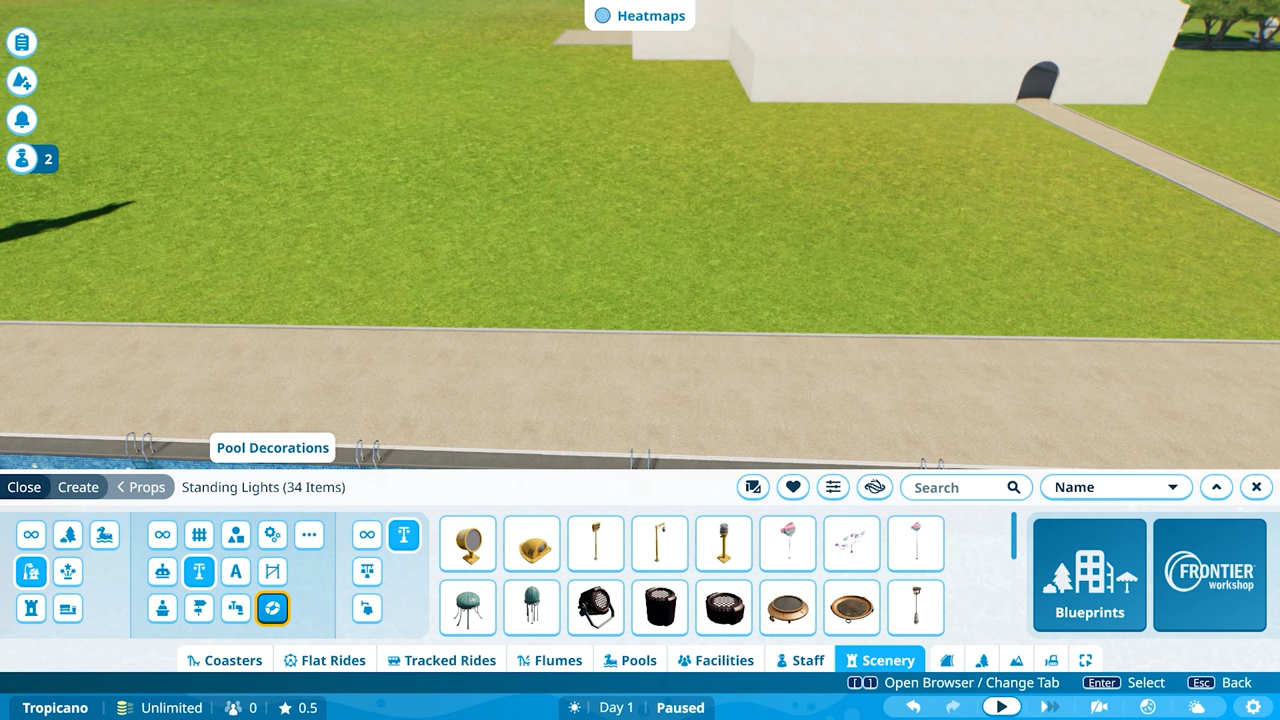 Heatmaps
2
Pool Decorations
Close
Create
Props
Standing Lights (34 Items)
Search
Name
A
Blueprints
FRONTIER
workshop
Coasters
Flat Rides
Tracked Rides
Flumes
Pools
Facilities
Staff
Scenery
[ ] Open Browser / Change Tab
Enter Select
Esc Back
Tropicano
Unlimited
0
0.5
Day 1
Paused